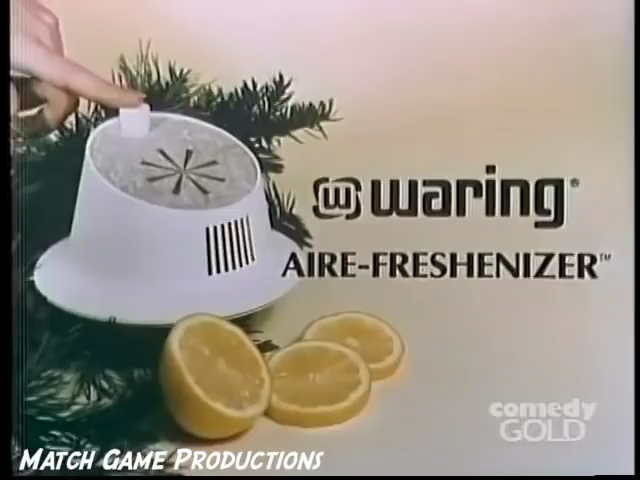 W waring®
AIRE-FRESHENIZER™
comedy
GOLD
MATCH GAME PRODUCTIONS